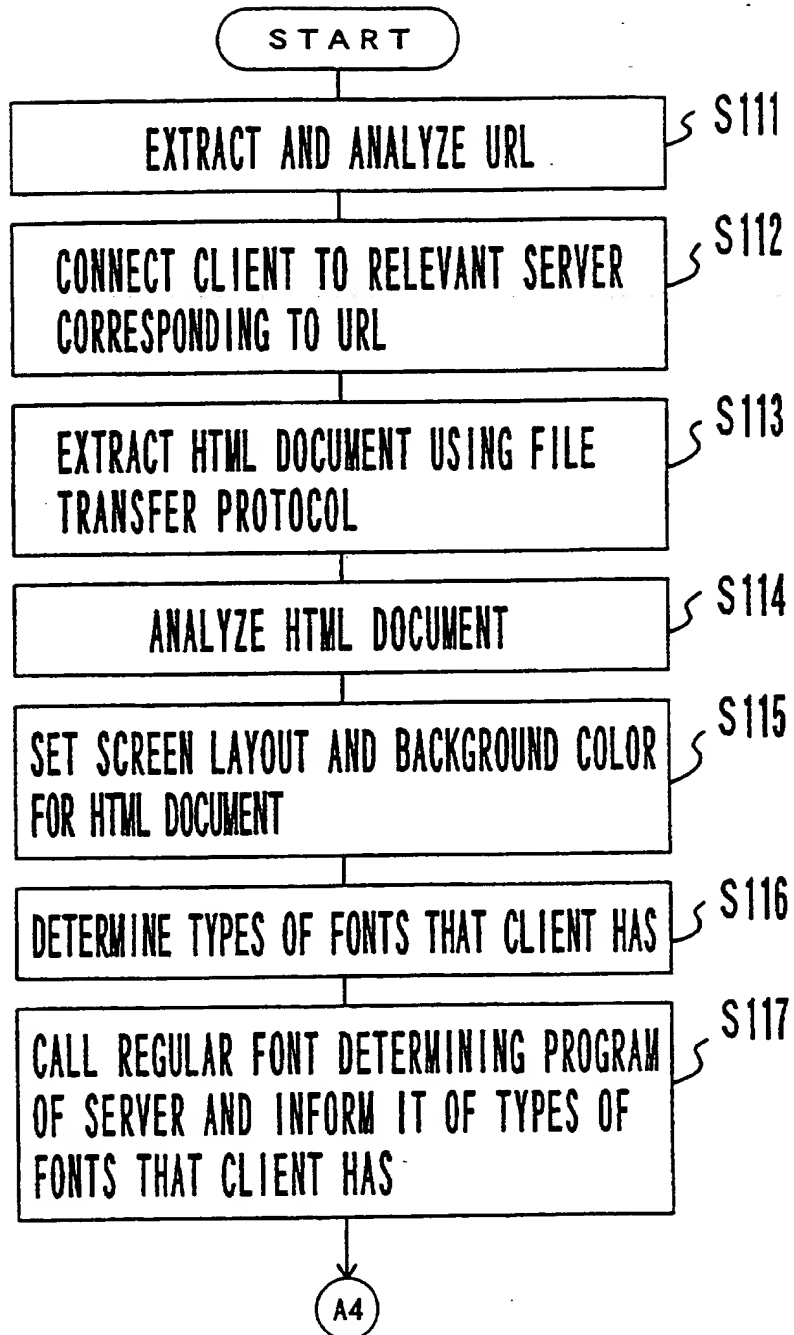 START
EXTRACT AND ANALYZE URL
S111
CONNECT CLIENT TO RELEVANT SERVER
CORRESPONDING TO URL
S112
EXTRACT HTML DOCUMENT USING FILE
TRANSFER PROTOCOL
S113
ANALYZE HTML DOCUMENT
S114
SET SCREEN LAYOUT AND BACKGROUND COLOR
FOR HTML DOCUMENT
S115
DETERMINE TYPES OF FONTS THAT CLIENT HAS
S116
CALL REGULAR FONT DETERMINING PROGRAM
OF SERVER AND INFORM IT OF TYPES OF
FONTS THAT CLIENT HAS
S117
A4